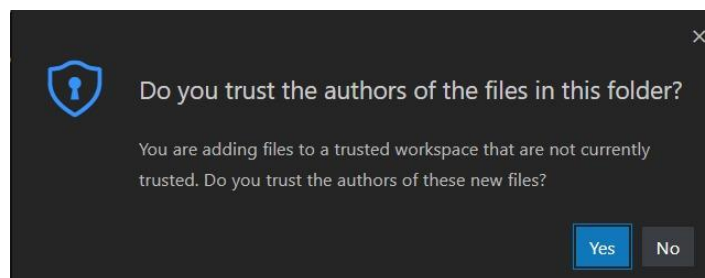 Do you trust the authors of the files in this folder?
You are adding files to a trusted workspace that are not currently
trusted. Do you trust the authors of these new files?
Yes No